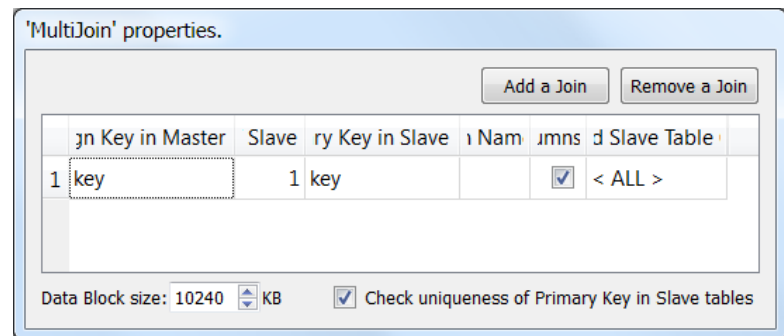 'MultiJoin' properties.
Add a Join Remove a Join
gn Key in Master Slave ry Key in Slave Nam umns d Slave Table
1 key 1 key < ALL >
Data Block size: 10240 KB Check uniqueness of Primary Key in Slave tables